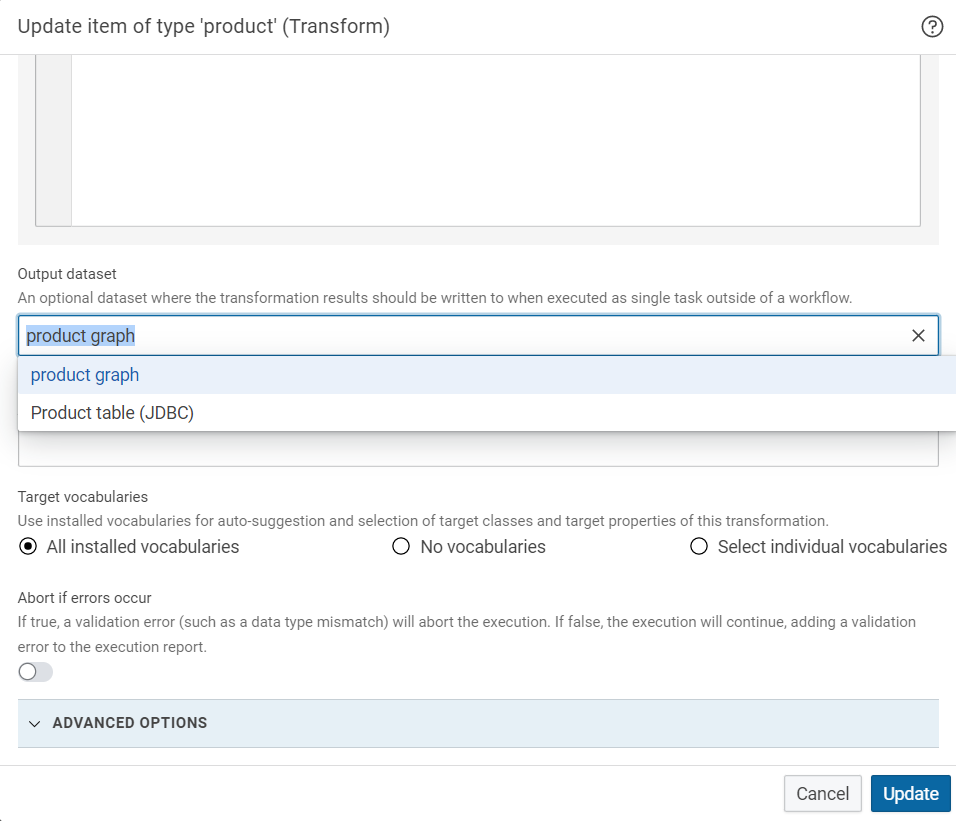 Update item of type 'product' (Transform)
Output dataset
An optional dataset where the transformation results should be written to when executed as single task outside of a workflow.
product graph
product graph
Product table (JDBC)
Target vocabularies
Use installed vocabularies for auto-suggestion and selection of target classes and target properties of this transformation.
All installed vocabularies No vocabularies Select individual vocabularies
Abort if errors occur
If true, a validation error (such as a data type mismatch) will abort the execution. If false, the execution will continue, adding a validation
error to the execution report.
ADVANCED OPTIONS
Cancel Update